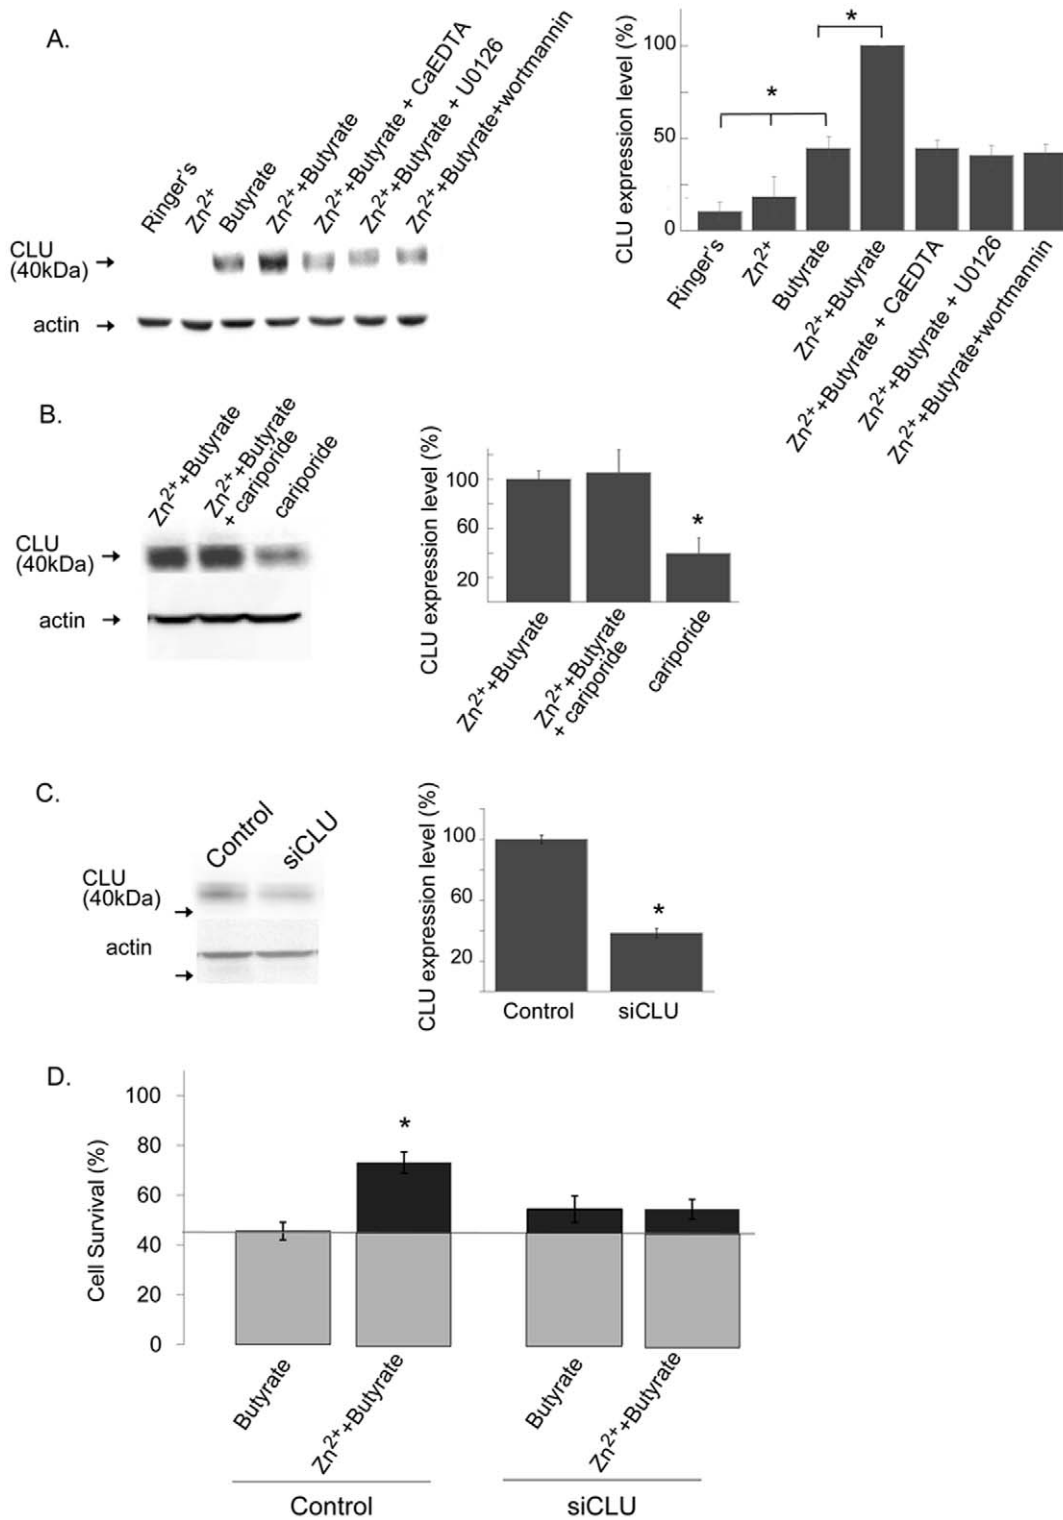 A.
Ringer's
Zn2+
Butyrate
Zn2++Butyrate
Zn2++Butyrate + CaEDTA
Zn2++Butyrate + U0126
Zn2++Butyrate+wortmannin
CLU
(40kDa)
actin
CLU expression level (%)
100
50
0
*
*
Ringer's
Zn2+
Butyrate
Zn2++Butyrate
Zn2++Butyrate + CaEDTA
Zn2++Butyrate + U0126
Zn2++Butyrate+wortmannin
B.
Zn2++Butyrate
Zn2++Butyrate
+ cariporide
cariporide
CLU
(40kDa)
actin
CLU expression level (%)
100
60
20
*
Zn2++Butyrate
Zn2++Butyrate
+ cariporide
cariporide
C.
Control
siCLU
CLU
(40kDa)
actin
CLU expression level (%)
100
60
20
*
Control
siCLU
D.
Cell Survival (%)
100
80
60
40
20
0
*
Butyrate
Zn2++Butyrate
Butyrate
Zn2++Butyrate
Control
siCLU